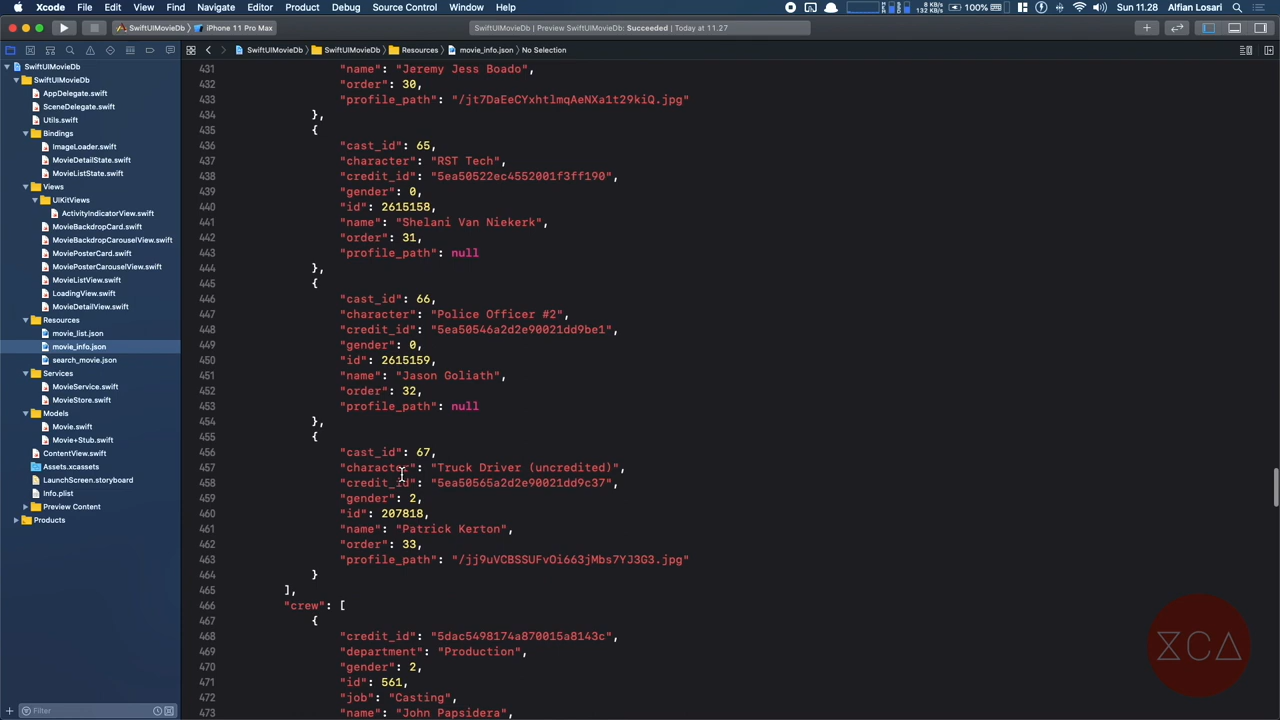 Xcode File Edit View Find Navigate Editor Product Debug Source Control Window Help 8 KB/s 0 KB/s 100% Sun 11.28 Alfian Losari
SwiftUIMovieDb iPhone 11 Pro Max SwiftUIMovieDb | Preview SwiftUIMovieDb: Succeeded | Today at 11.27
SwiftUIMovieDb SwiftUIMovieDb Resources movie_info.json No Selection
SwiftUIMovieDb
SwiftUIMovieDb
AppDelegate.swift
SceneDelegate.swift
Utils.swift
Bindings
ImageLoader.swift
MovieDetailState.swift
MovieListState.swift
Views
UIKitViews
ActivityIndicatorView.swift
MovieBackdropCard.swift
MovieBackdropCarouselView.swift
MoviePosterCard.swift
MoviePosterCarouselView.swift
MovieListView.swift
LoadingView.swift
MovieDetailView.swift
Resources
movie_list.json
movie_info.json
search_movie.json
Services
MovieService.swift
MovieStore.swift
Models
Movie.swift
Movie+Stub.swift
ContentView.swift
Assets.xcassets
LaunchScreen.storyboard
Info.plist
Preview Content
Products
Filter
431 "name": "Jeremy Jess Boado",
432 "order": 30,
433 "profile_path": "/jt7DaEeCYxhtlmqAeNXa1t29kiQ.jpg"
434 },
435 {
436 "cast_id": 65,
437 "character": "RST Tech",
438 "credit_id": "5ea50522ec4552001f3ff190",
439 "gender": 0,
440 "id": 2615158,
441 "name": "Shelani Van Niekerk",
442 "order": 31,
443 "profile_path": null
444 },
445 {
446 "cast_id": 66,
447 "character": "Police Officer #2",
448 "credit_id": "5ea50546a2d2e90021dd9be1",
449 "gender": 0,
450 "id": 2615159,
451 "name": "Jason Goliath",
452 "order": 32,
453 "profile_path": null
454 },
455 {
456 "cast_id": 67,
457 "character": "Truck Driver (uncredited)",
458 "credit_id": "5ea50565a2d2e90021dd9c37",
459 "gender": 2,
460 "id": 207818,
461 "name": "Patrick Kerton",
462 "order": 33,
463 "profile_path": "/jj9uVCBSSUFvOi663jMbs7YJ3G3.jpg"
464 }
465 ],
466 "crew": [
467 {
468 "credit_id": "5dac5498174a870015a8143c",
469 "department": "Production",
470 "gender": 2,
471 "id": 561,
472 "job": "Casting",
473 "name": "John Papsidera",
XCA